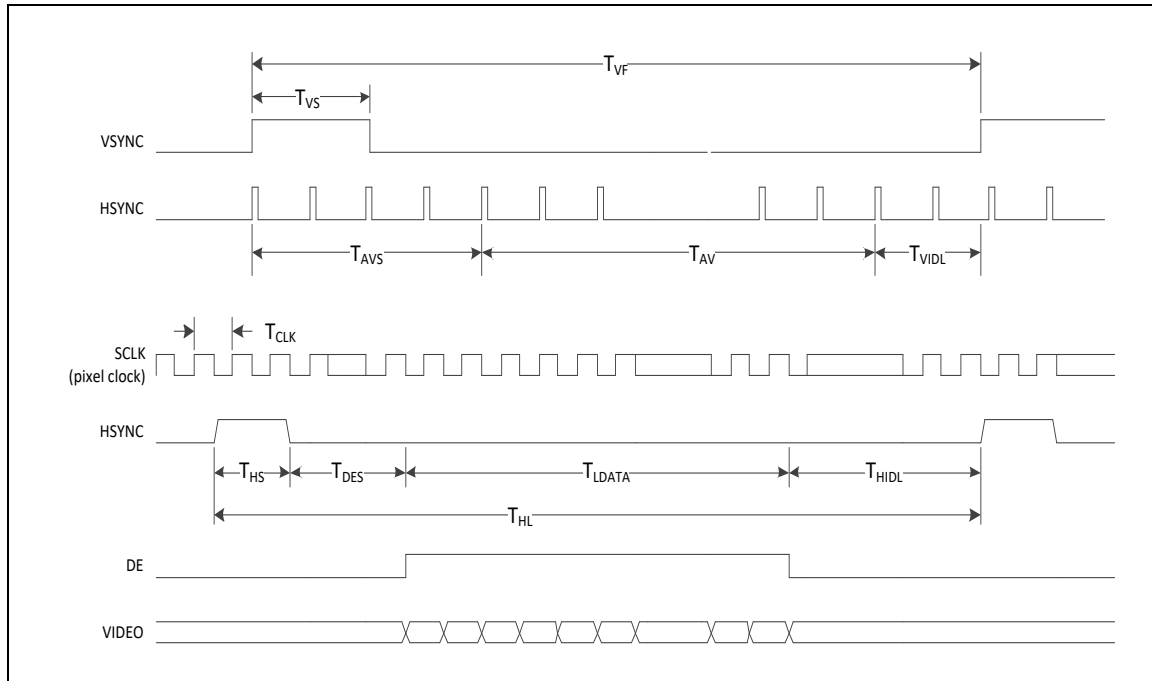 TVF
TVS
VSYNC
HSYNC
TAVS
TAV
TVIDL
TCLK
SCLK
(pixel clock)
HSYNC
THS
TDES
TLDATA
THIDL
THL
DE
VIDEO